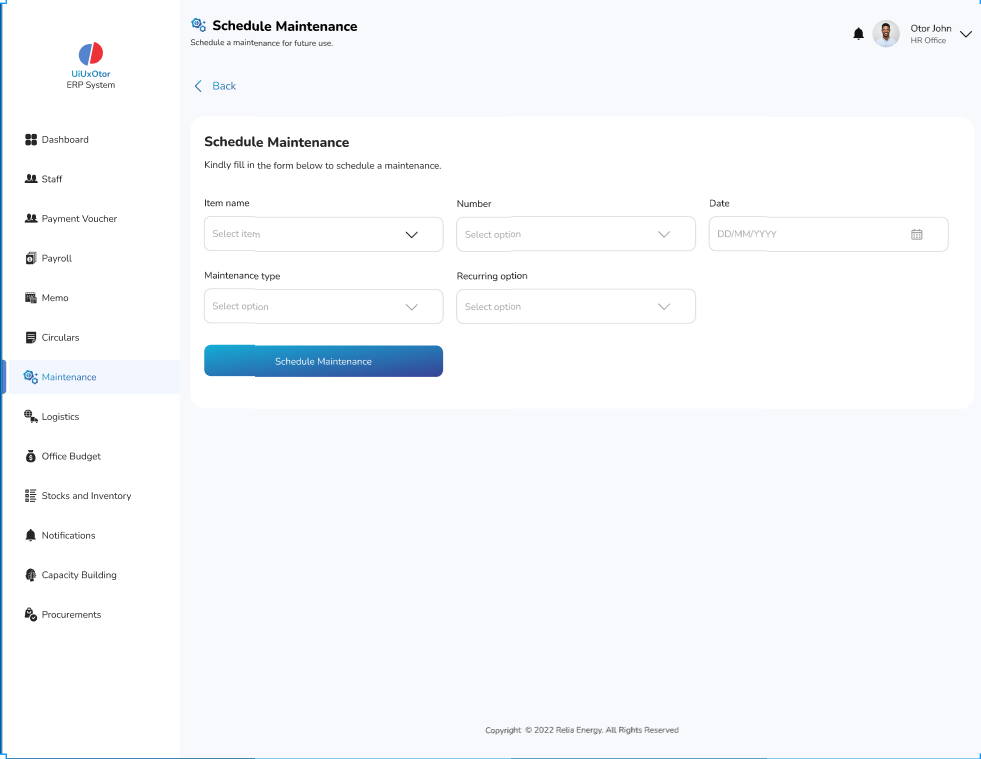 UiUxOtor
ERP System
Dashboard
Staff
Payment Voucher
Payroll
Memo
Circulars
Maintenance
Logistics
Office Budget
Stocks and Inventory
Notifications
Capacity Building
Procurements
Schedule Maintenance
Schedule a maintenance for future use.
Otor John
HR Office
Back
Schedule Maintenance
Kindly fill in the form below to schedule a maintenance.
Item name
Number
Date
Select item
Select option
DD/MM/YYYY
Maintenance type
Recurring option
Select option
Select option
Schedule Maintenance
Copyright © 2022 Relia Energy. All Rights Reserved